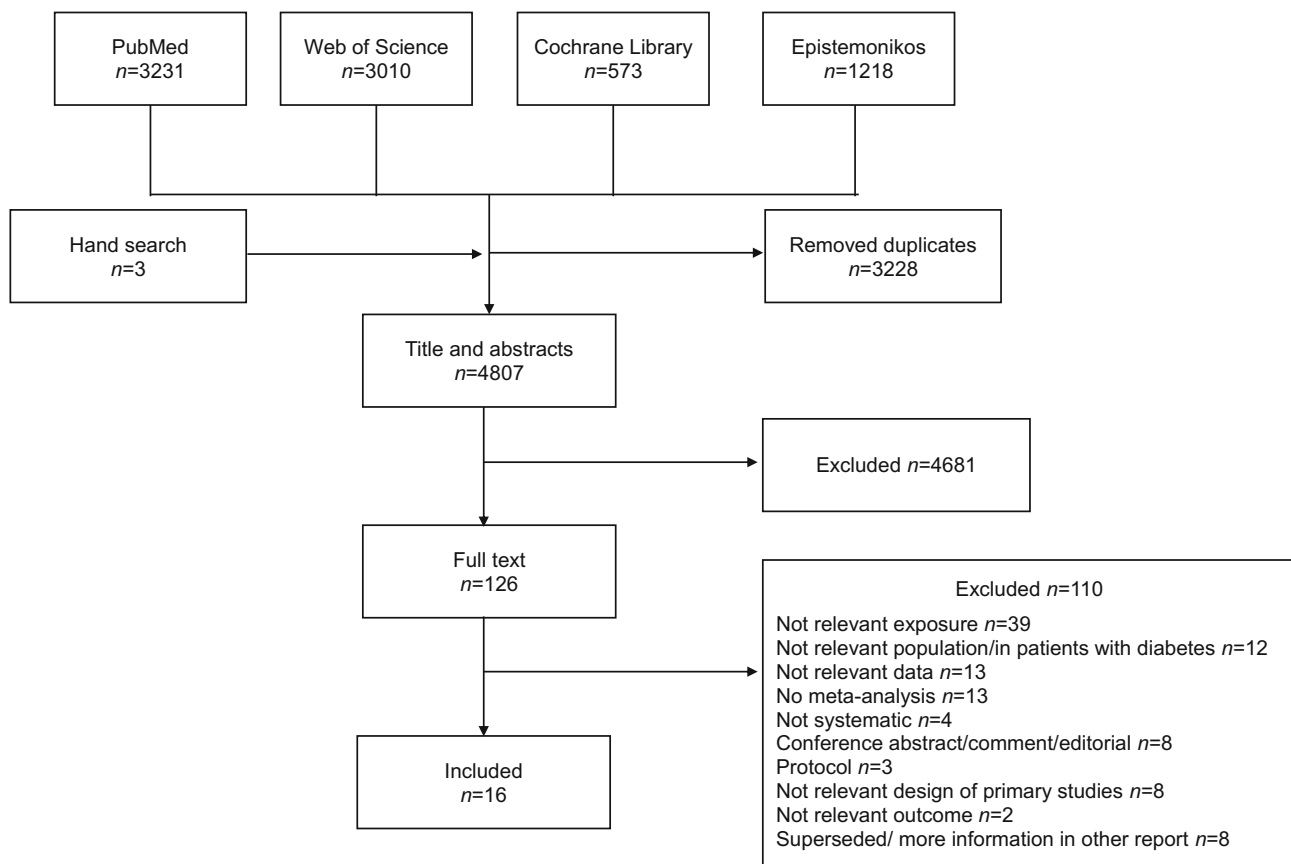 PubMed
n=3231
Web of Science
n=3010
Cochrane Library
n=573
Epistemonikos
n=1218
Hand search
n=3
Removed duplicates
n=3228
Title and abstracts
n=4807
Excluded n=4681
Full text
n=126
Excluded n=110
Not relevant exposure n=39
Not relevant population/in patients with diabetes n=12
Not relevant data n=13
No meta-analysis n=13
Not systematic n=4
Conference abstract/comment/editorial n=8
Protocol n=3
Not relevant design of primary studies n=8
Not relevant outcome n=2
Superseded/ more information in other report n=8
Included
n=16